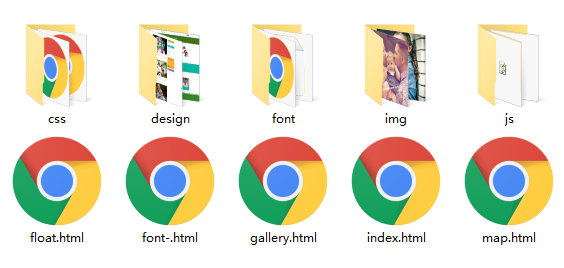 css
design
font
img
js
float.html
font-.html
gallery.html
index.html
map.html